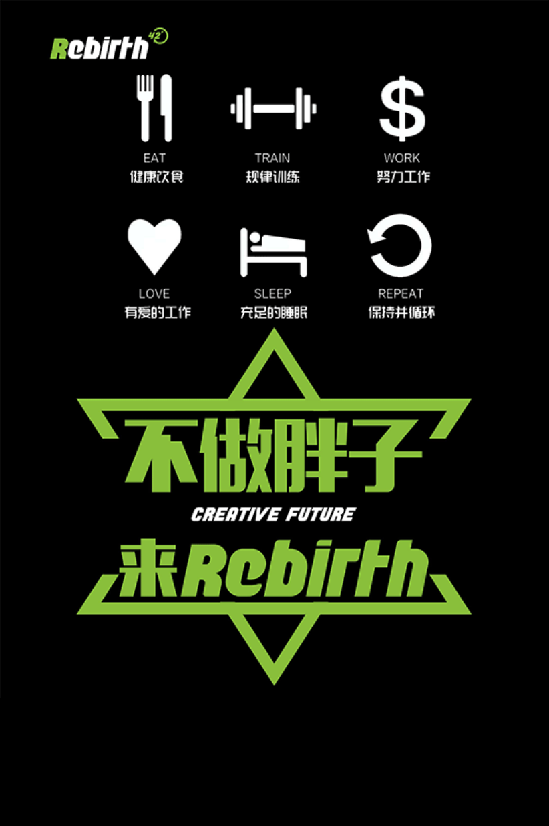 Rebirth 42°
EAT TRAIN WORK
健康饮食 规律训练 努力工作
LOVE SLEEP REPEAT
有爱的工作 充足的睡眠 保持并循环
不做胖子
CREATIVE FUTURE
来Rebirth